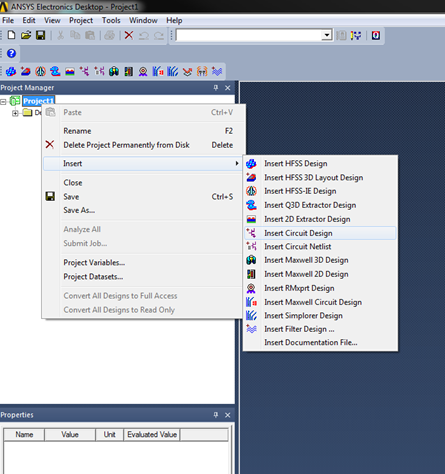 ANSYS Electronics Desktop - Project1
File Edit View Project Tools Window Help
Project Manager
Project1
De
Paste Ctrl+V
Rename F2
Delete Project Permanently from Disk Delete
Insert
Close
Save Ctrl+S
Save As...
Analyze All
Submit Job...
Project Variables...
Project Datasets...
Convert All Designs to Full Access
Convert All Designs to Read Only
Insert HFSS Design
Insert HFSS 3D Layout Design
Insert HFSS-IE Design
Insert Q3D Extractor Design
Insert 2D Extractor Design
Insert Circuit Design
Insert Circuit Netlist
Insert Maxwell 3D Design
Insert Maxwell 2D Design
Insert RMxprt Design
Insert Maxwell Circuit Design
Insert Simplorer Design
Insert Filter Design ...
Insert Documentation File...
Properties
Name Value Unit Evaluated Value